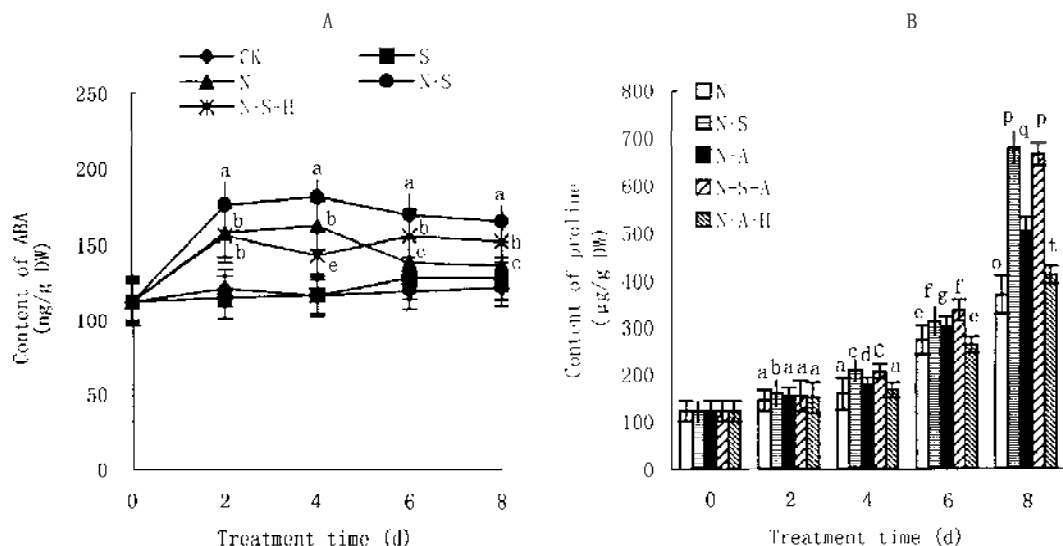 A
CK
S
N
N·S
N-S-H
250
200
150
100
50
0
Content of ABA
(ng/g DW)
a
a
a
a
b
b
b
b
b
e
c
c
0
2
4
6
8
Treatment time (d)
B
N
N·S
N·A
N-S-A
N-A-H
800
700
600
500
400
300
200
100
0
Content of proline
(μg/g DW)
a b a a a
a c d c a
e f g f e
o p q p t
0
2
4
6
8
Treatment time (d)